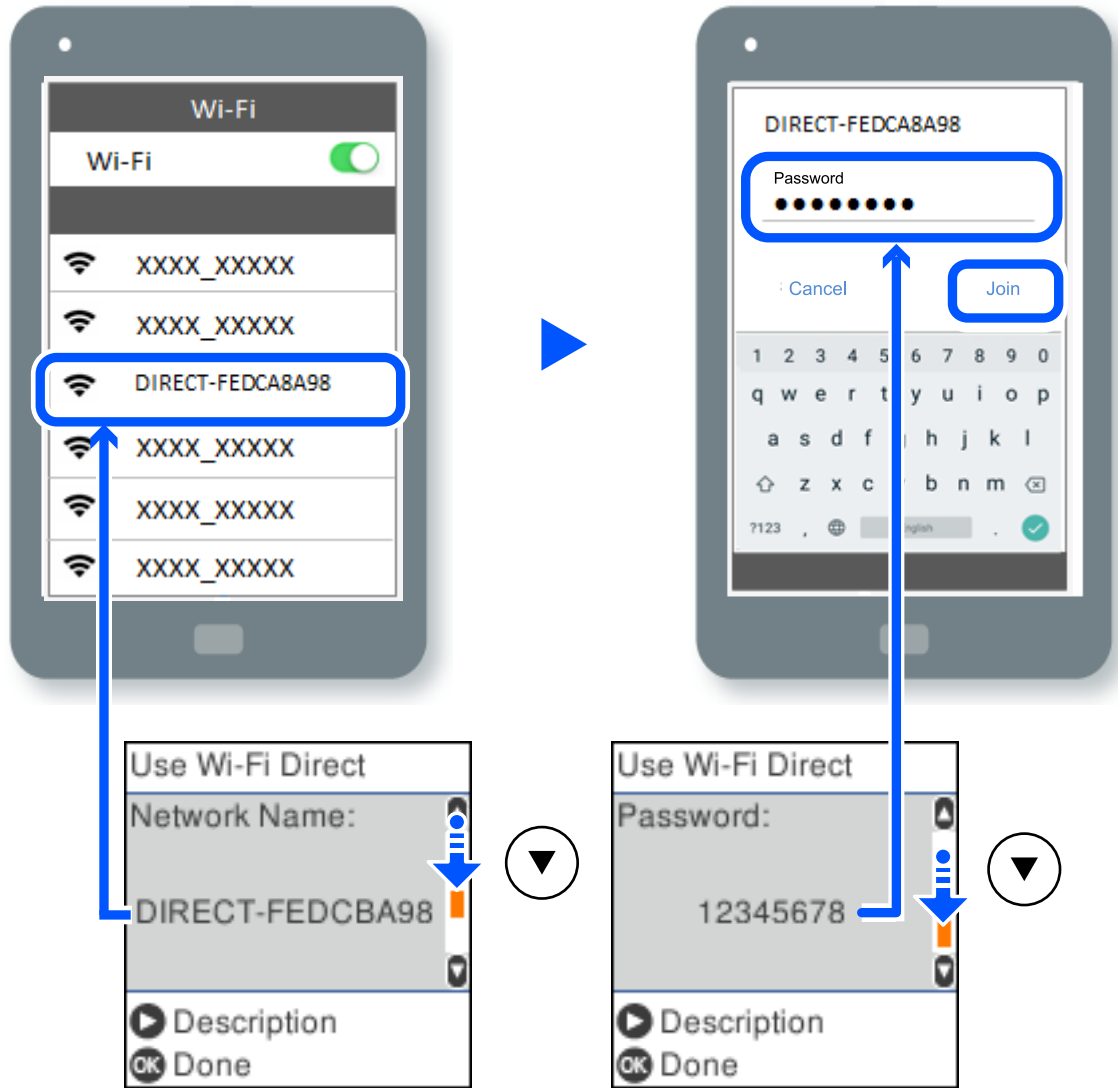 Wi-Fi
Wi-Fi
XXXX_XXXXX
XXXX_XXXXX
DIRECT-FEDCA8A98
XXXX_XXXXX
XXXX_XXXXX
XXXX_XXXXX
DIRECT-FEDCA8A98
Password
●●●●●●●●
Cancel
Join
1 2 3 4 5 6 7 8 9 0
q w e r t y u i o p
a s d f h j k l
z x c b n m
?123 , .
Use Wi-Fi Direct
Network Name:
DIRECT-FEDCBA98
Description
OK Done
Use Wi-Fi Direct
Password:
12345678
Description
OK Done